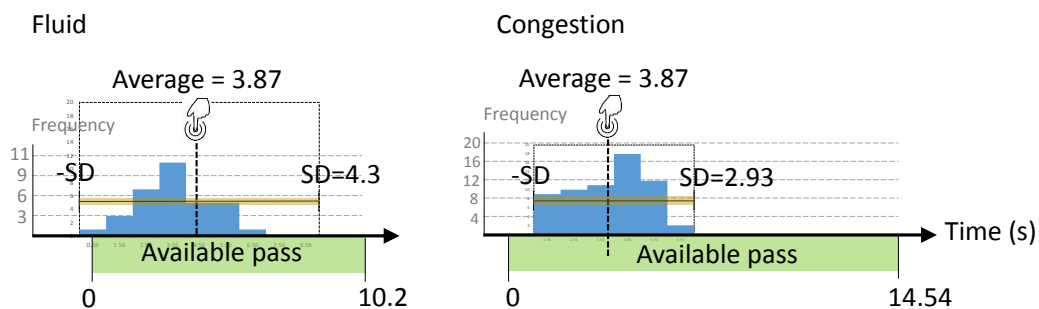 Fluid
Average = 3.87
Frequency
11
9
6
3
-SD
SD=4.3
Available pass
0
10.2
Congestion
Average = 3.87
Frequency
20
16
12
8
4
-SD
SD=2.93
Available pass
0
14.54
Time (s)